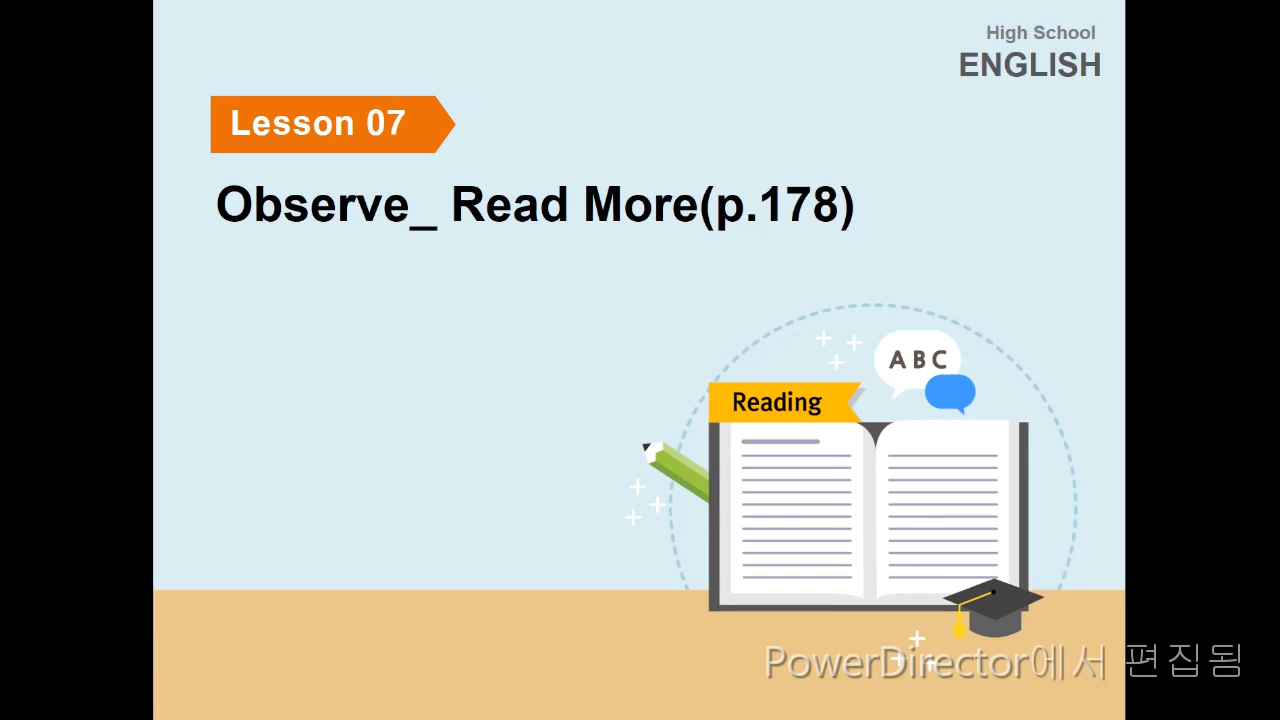 High School
ENGLISH
Lesson 07
Observe_ Read More(p.178)
A B C
Reading
PowerDirector에서 편집됨